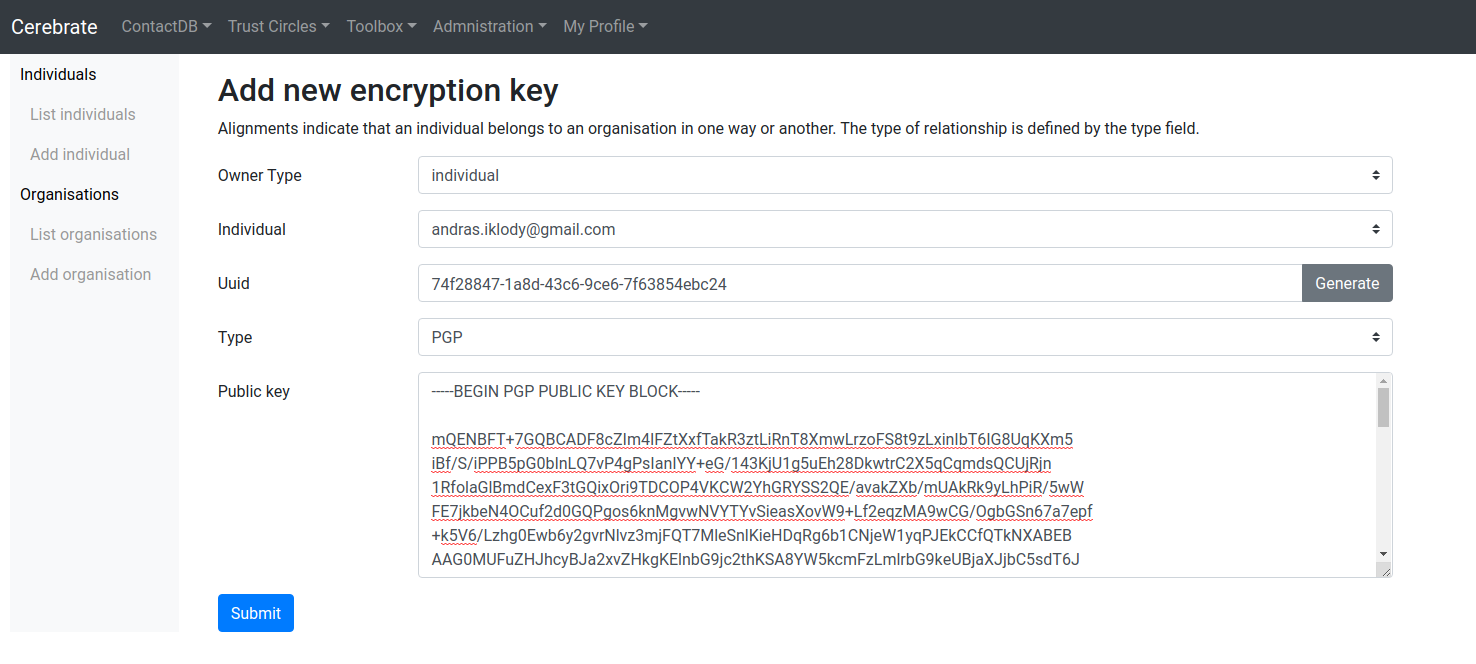 Cerebrate ContactDB Trust Circles Toolbox Admnistration My Profile
Individuals
List individuals
Add individual
Organisations
List organisations
Add organisation
Add new encryption key
Alignments indicate that an individual belongs to an organisation in one way or another. The type of relationship is defined by the type field.
Owner Type individual
Individual andras.iklody@gmail.com
Uuid 74f28847-1a8d-43c6-9ce6-7f63854ebc24 Generate
Type PGP
Public key -----BEGIN PGP PUBLIC KEY BLOCK-----
mQENBFT+7GQBCADF8cZIm4IFZtXxfTakR3ztLiRnT8XmwLrzoFS8t9zLxinIbT6IG8UqKXm5
iBf/S/iPPB5pG0bInLQ7vP4gPsIanIYY+eG/143KjU1g5uEh28DkwtrC2X5qCqmdsQCUjRjn
1RfolaGlBmdCexF3tGQixOri9TDCOP4VKCW2YhGRYSS2QE/avakZXb/mUAkRk9yLhPiR/5wW
FE7jkbeN4OCuf2d0GQPgos6knMgvwNVYTYvSieasXovW9+Lf2eqzMA9wCG/OgbGSn67a7epf
+k5V6/Lzhg0Ewb6y2gvrNlvz3mjFQT7MleSnlKieHDqRg6b1CNjeW1yqPJEkCCfQTkNXABEB
AAG0MUFuZHJhcyBJa2xvZHkgKElnbG9jc2thKSA8YW5kcmFzLmlrbG9keUBjaXJjbC5sdT6J
Submit